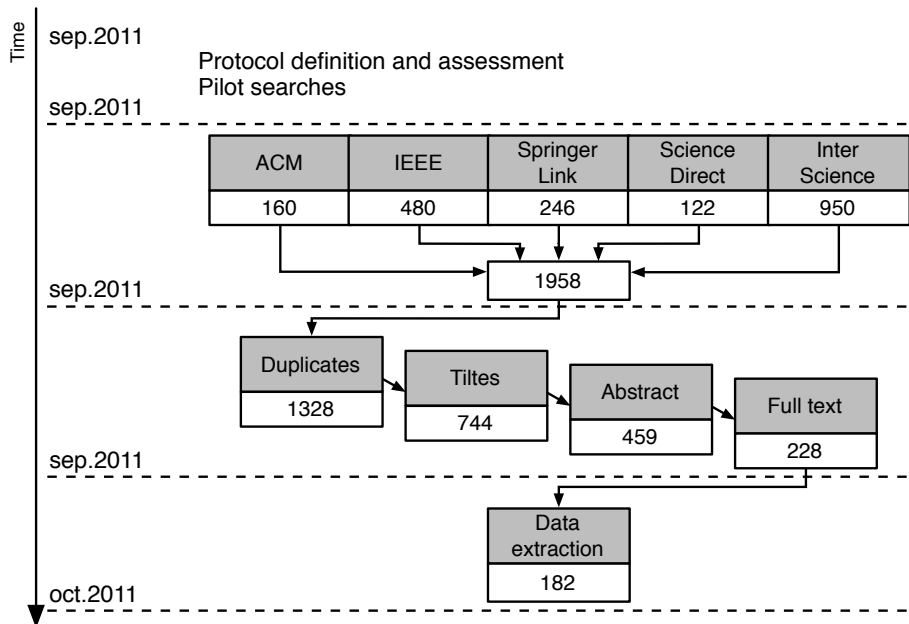 Time
sep.2011
Protocol definition and assessment
Pilot searches
sep.2011
ACM
IEEE
Springer
Link
Science
Direct
Inter
Science
160
480
246
122
950
1958
sep.2011
Duplicates
1328
Tiltes
744
Abstract
459
Full text
228
sep.2011
Data
extraction
182
oct.2011